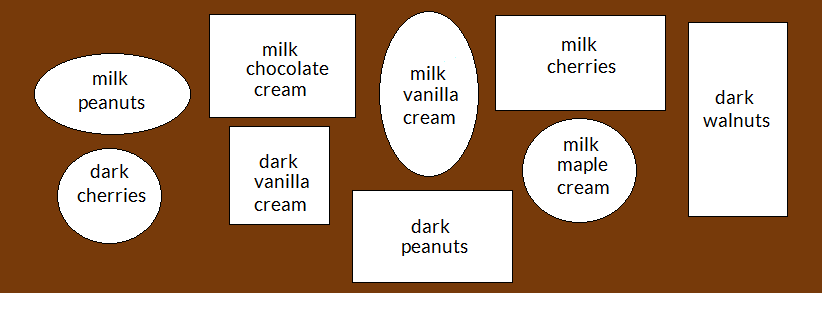 milk
peanuts
milk
chocolate
cream
milk
vanilla
cream
milk
cherries
dark
walnuts
dark
cherries
dark
vanilla
cream
dark
peanuts
milk
maple
cream